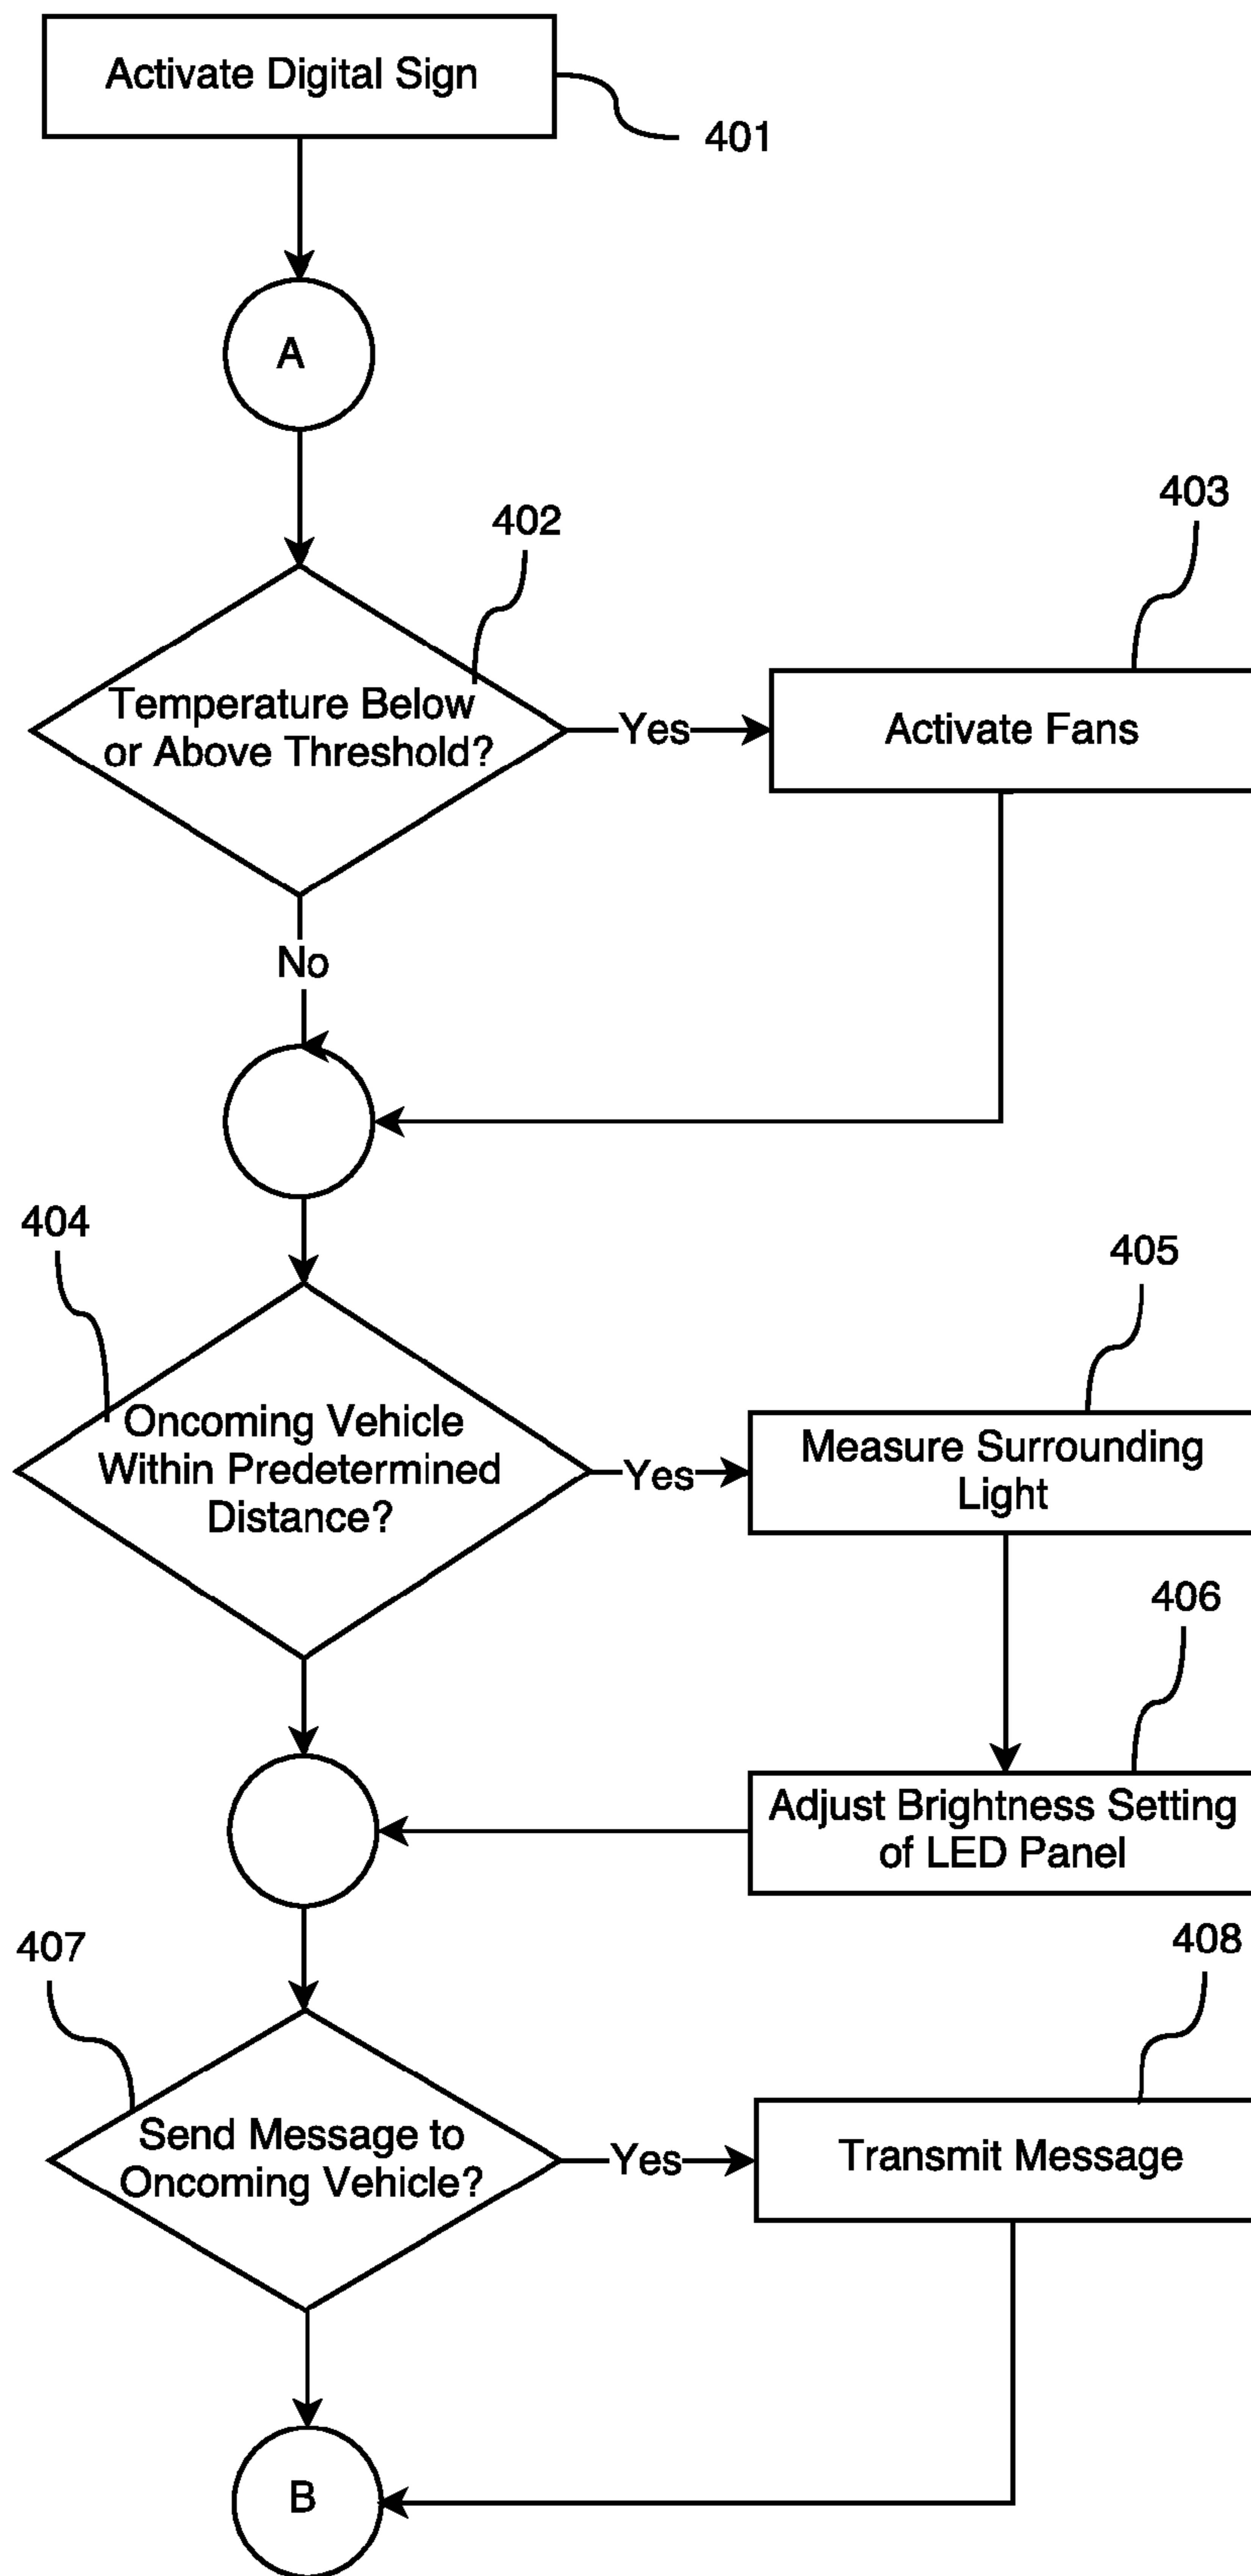 Activate Digital Sign
401
A
402
403
Temperature Below
or Above Threshold?
Yes
Activate Fans
No
404
405
Oncoming Vehicle
Within Predetermined
Distance?
Yes
Measure Surrounding
Light
406
Adjust Brightness Setting
of LED Panel
407
408
Send Message to
Oncoming Vehicle?
Yes
Transmit Message
B